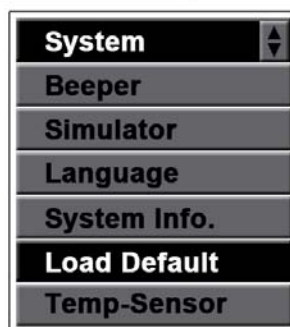 System
Beeper
Simulator
Language
System Info.
Load Default
Temp-Sensor